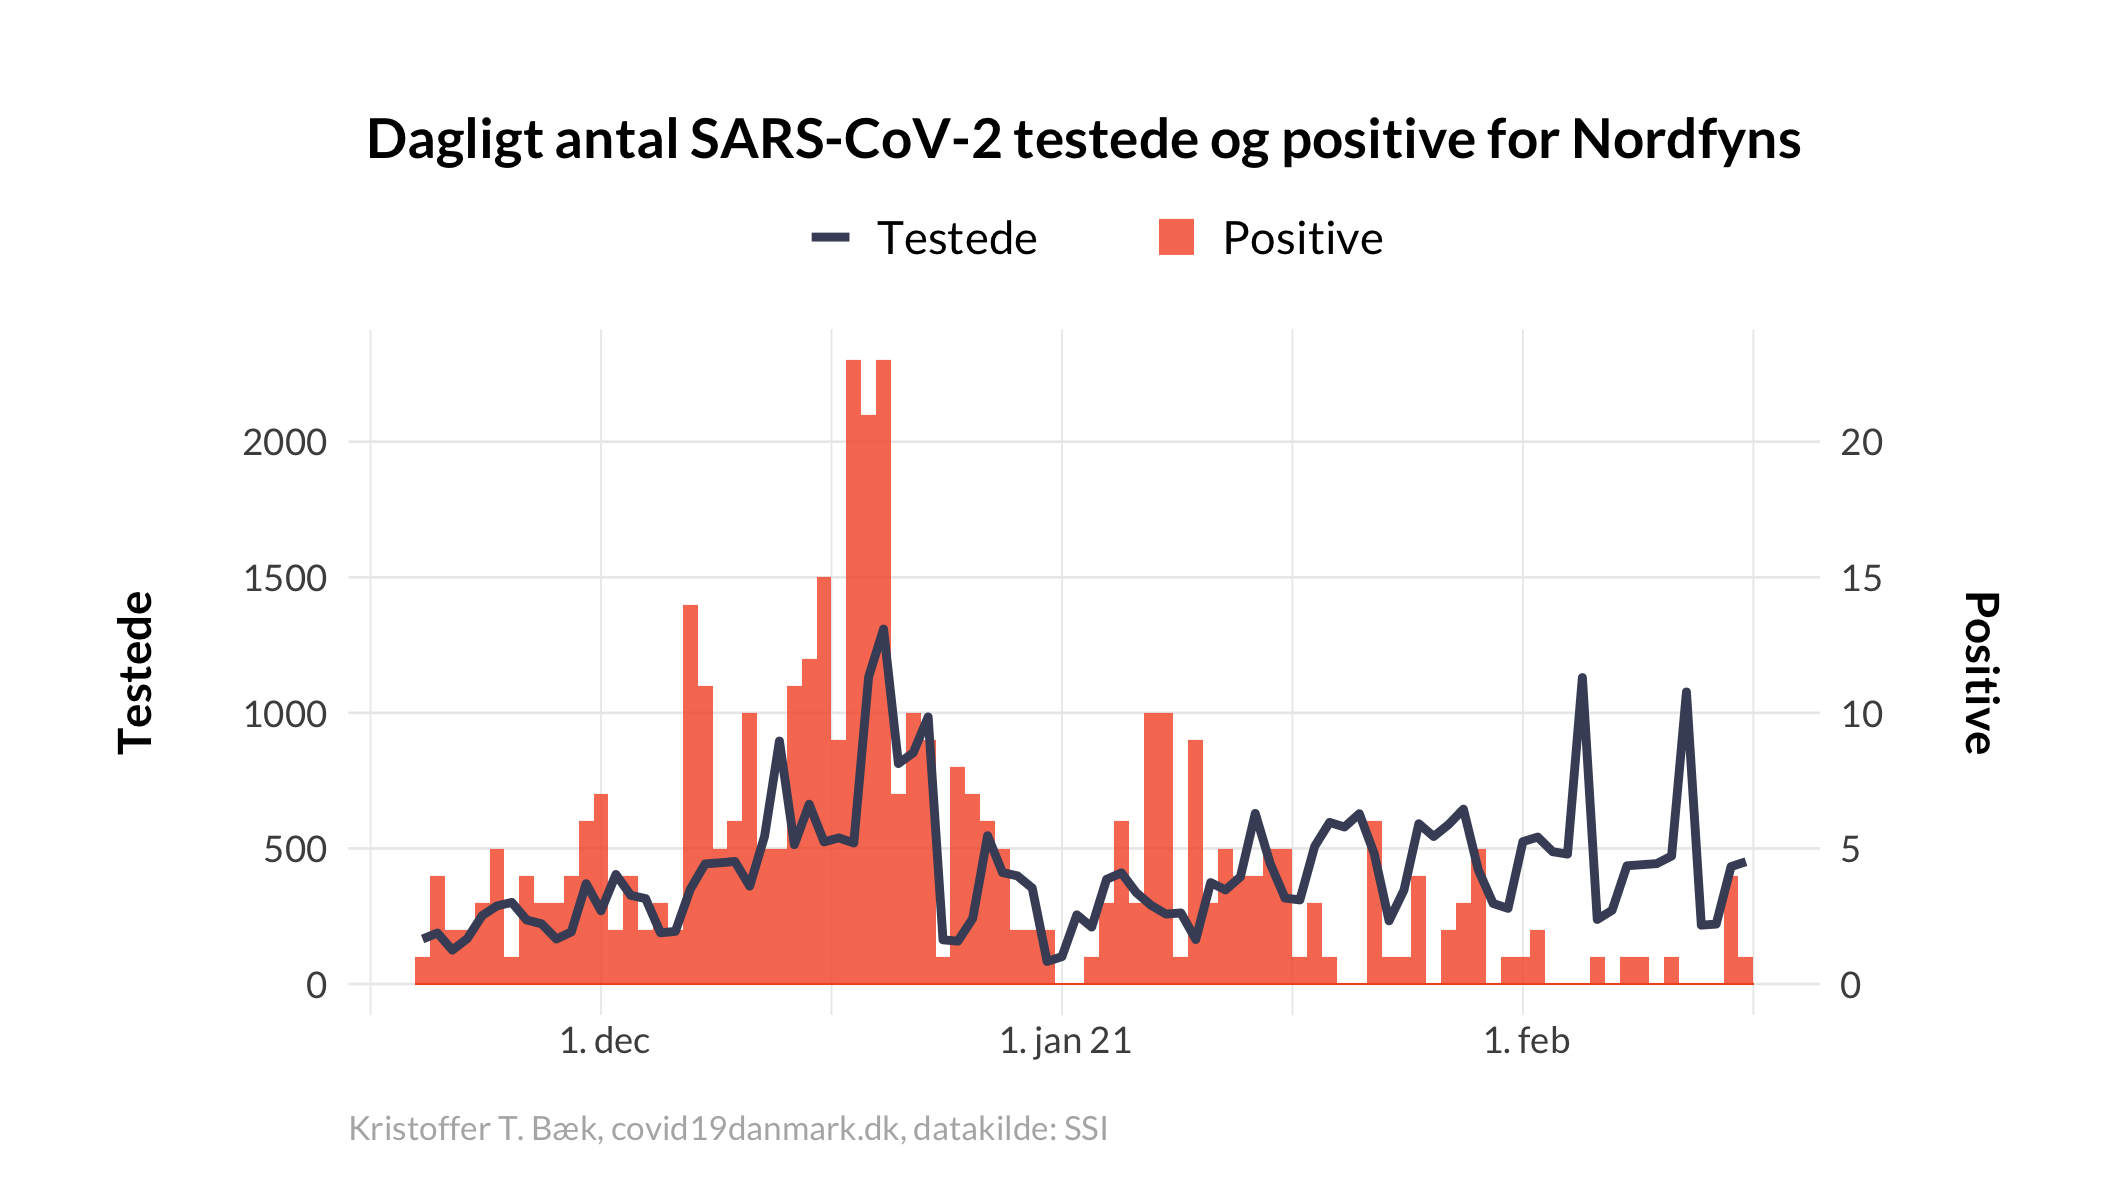 Dagligt antal SARS-CoV-2 testede og positive for Nordfyns
Testede Positive
2000 20
1500 15
1000 10
500 5
0 0
Testede
Positive
1. dec 1. jan 21 1. feb
Kristoffer T. Bæk, covid19danmark.dk, datakilde: SSI